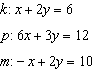 k: x + 2y = 6
p: 6x + 3y = 12
m: − x + 2y = 10